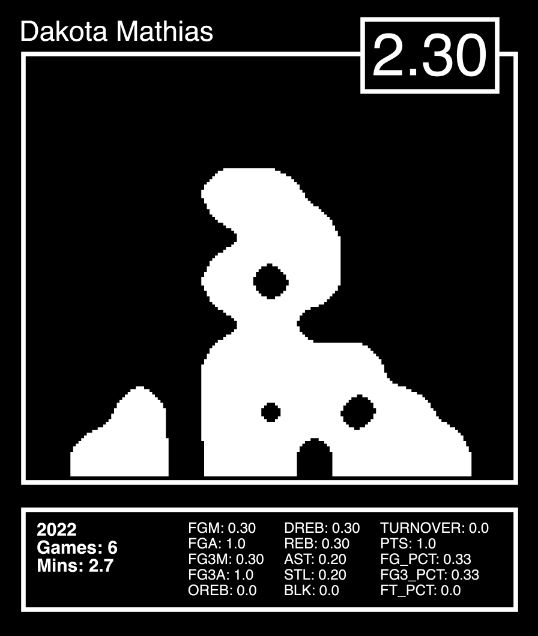 Dakota Mathias
2.30
2022
Games: 6
Mins: 2.7
FGM: 0.30
FGA: 1.0
FG3M: 0.30
FG3A: 1.0
OREB: 0.0
DREB: 0.30
REB: 0.30
AST: 0.20
STL: 0.20
BLK: 0.0
TURNOVER: 0.0
PTS: 1.0
FG_PCT: 0.33
FG3_PCT: 0.33
FT_PCT: 0.0